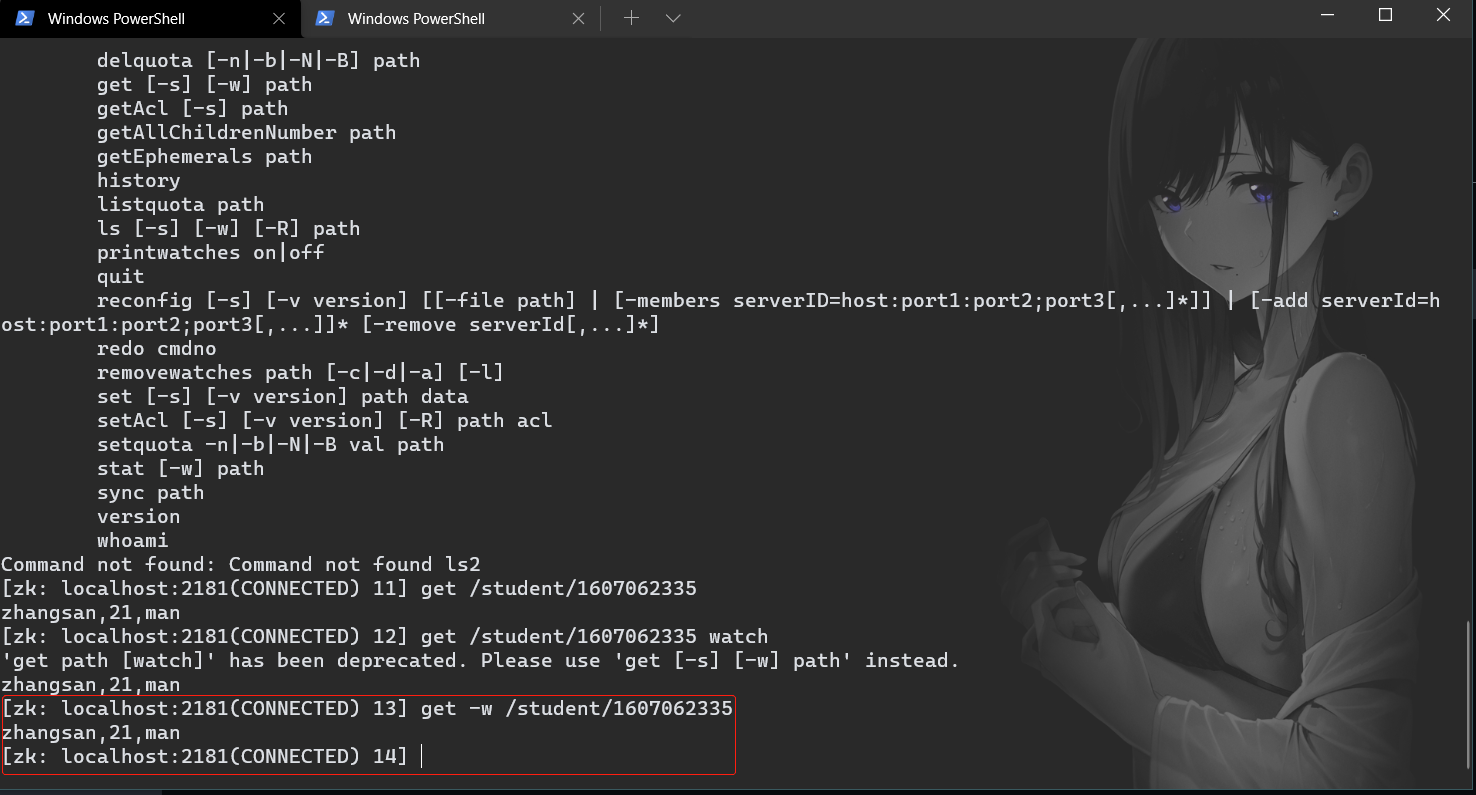 Windows PowerShell
Windows PowerShell
delquota [-n|-b|-N|-B] path
get [-s] [-w] path
getAcl [-s] path
getAllChildrenNumber path
getEphemerals path
history
listquota path
ls [-s] [-w] [-R] path
printwatches on|off
quit
reconfig [-s] [-v version] [[-file path] | [-members serverID=host:port1:port2;port3[,...]*]] | [-add serverId=h
ost:port1:port2;port3[,...]]* [-remove serverId[,...]*]
redo cmdno
removewatches path [-c|-d|-a] [-l]
set [-s] [-v version] path data
setAcl [-s] [-v version] [-R] path acl
setquota -n|-b|-N|-B val path
stat [-w] path
sync path
version
whoami
Command not found: Command not found ls2
[zk: localhost:2181(CONNECTED) 11] get /student/1607062335
zhangsan,21,man
[zk: localhost:2181(CONNECTED) 12] get /student/1607062335 watch
'get path [watch]' has been deprecated. Please use 'get [-s] [-w] path' instead.
zhangsan,21,man
[zk: localhost:2181(CONNECTED) 13] get -w /student/1607062335
zhangsan,21,man
[zk: localhost:2181(CONNECTED) 14]